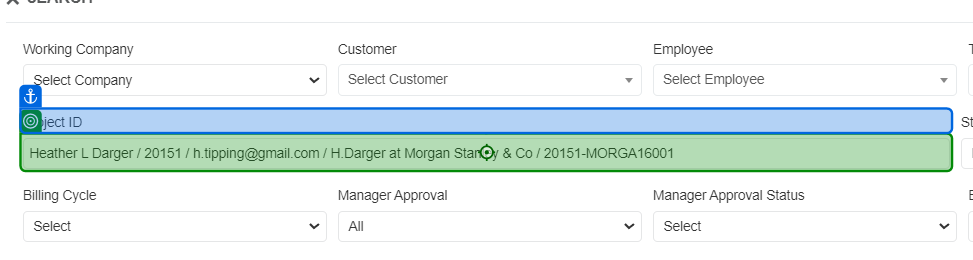 SEARCH
Working Company
Customer
Employee
Select Company
Select Customer
Select Employee
ject ID
St
Heather L Darger / 20151 / h.tipping@gmail.com / H.Darger at Morgan Stanley & Co / 20151-MORGA16001
Billing Cycle
Manager Approval
Manager Approval Status
Select
All
Select